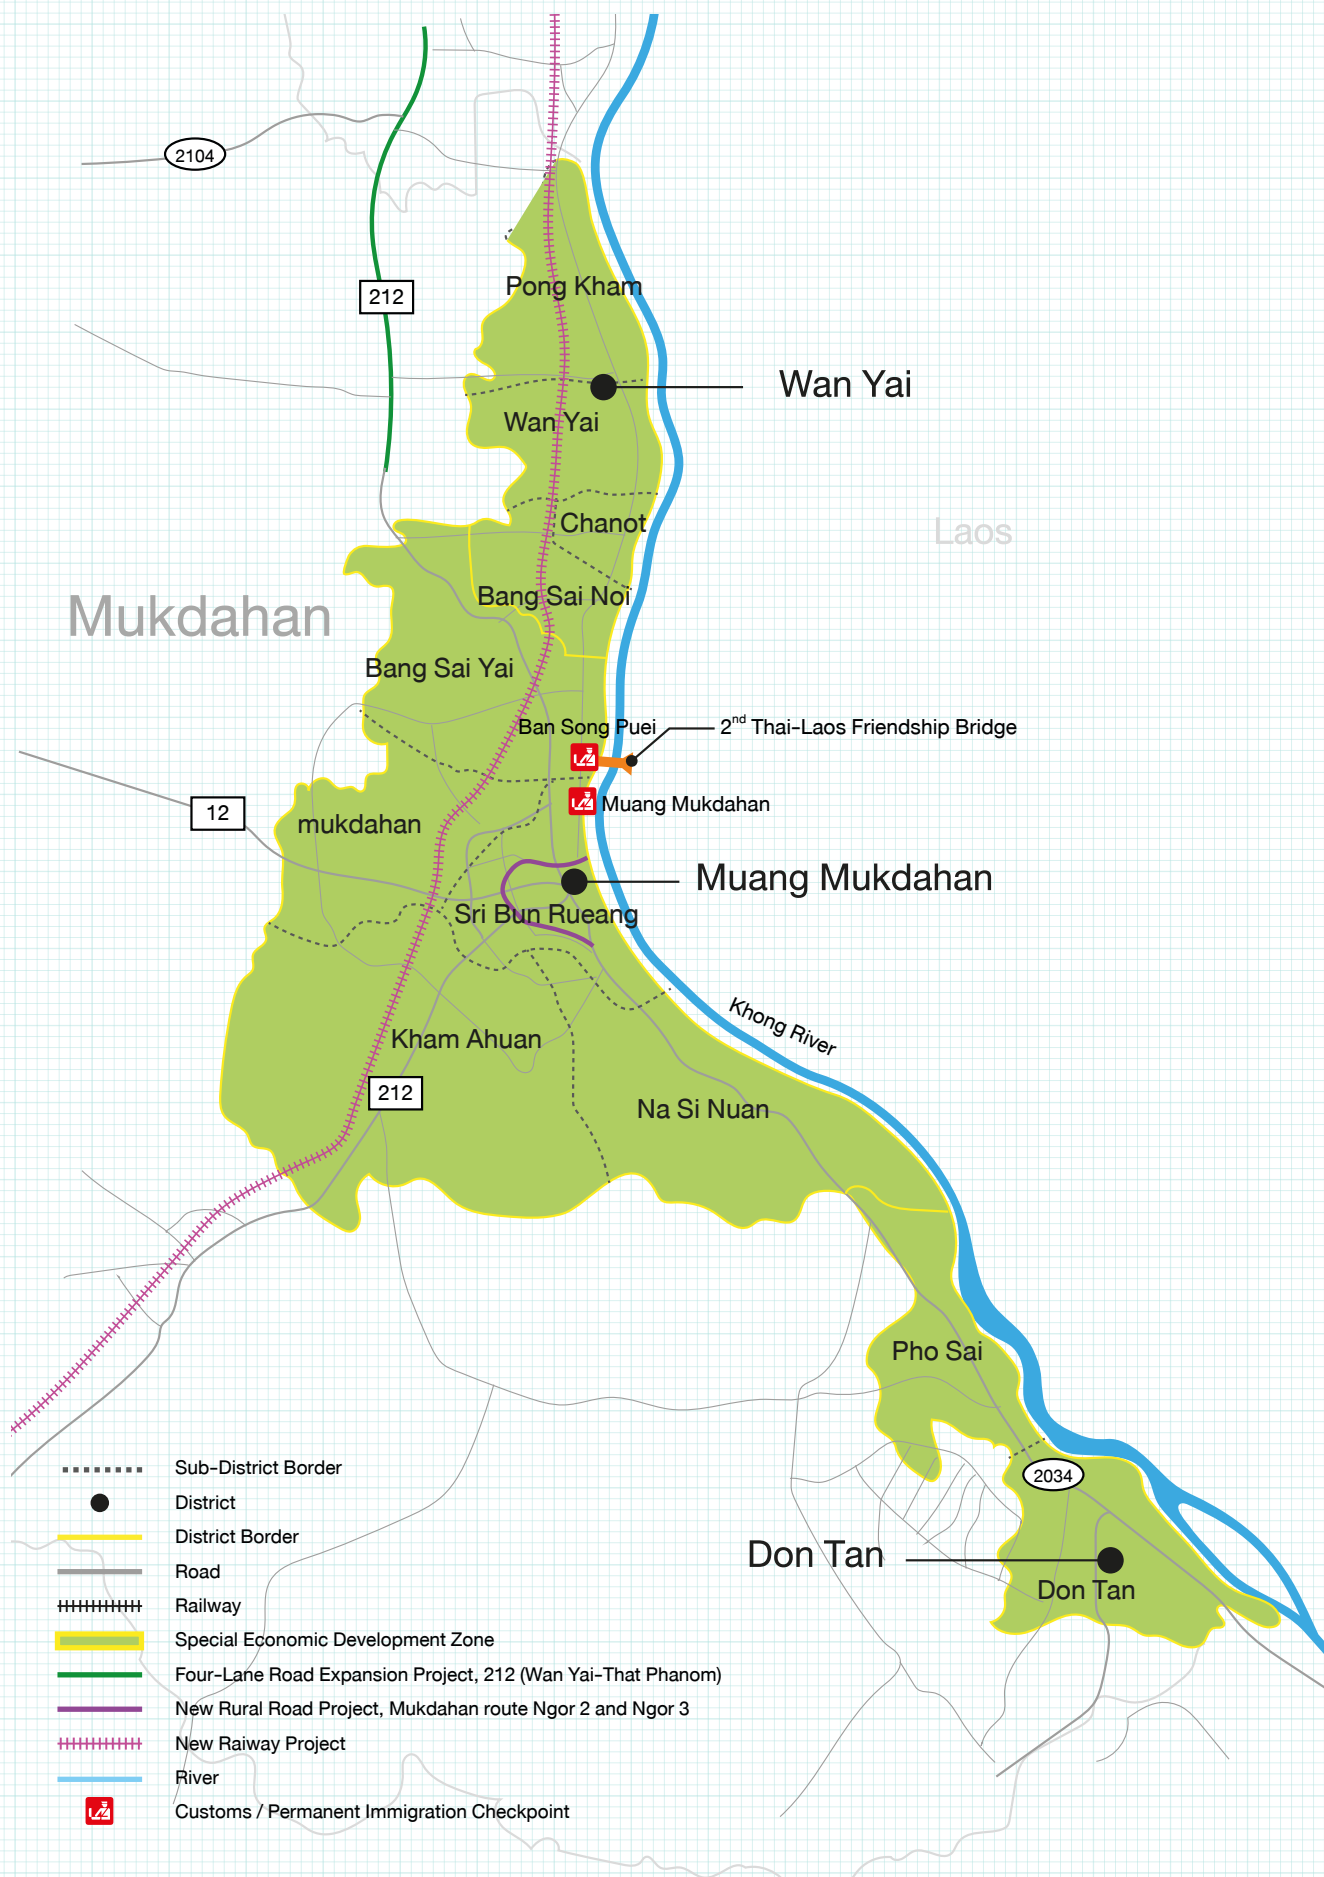 2104
212
Pong Kham
Wan Yai
Wan Yai
Chanot
Laos
Bang Sai Noi
Mukdahan
Bang Sai Yai
Ban Song Puei
2nd Thai-Laos Friendship Bridge
12
Muang Mukdahan
mukdahan
Muang Mukdahan
Sri Bun Rueang
Khong River
Kham Ahuan
212
Na Si Nuan
Pho Sai
2034
Don Tan
Don Tan
Sub-District Border
District
District Border
Road
Railway
Special Economic Development Zone
Four-Lane Road Expansion Project, 212 (Wan Yai-That Phanom)
New Rural Road Project, Mukdahan route Ngor 2 and Ngor 3
New Raiway Project
River
Customs / Permanent Immigration Checkpoint